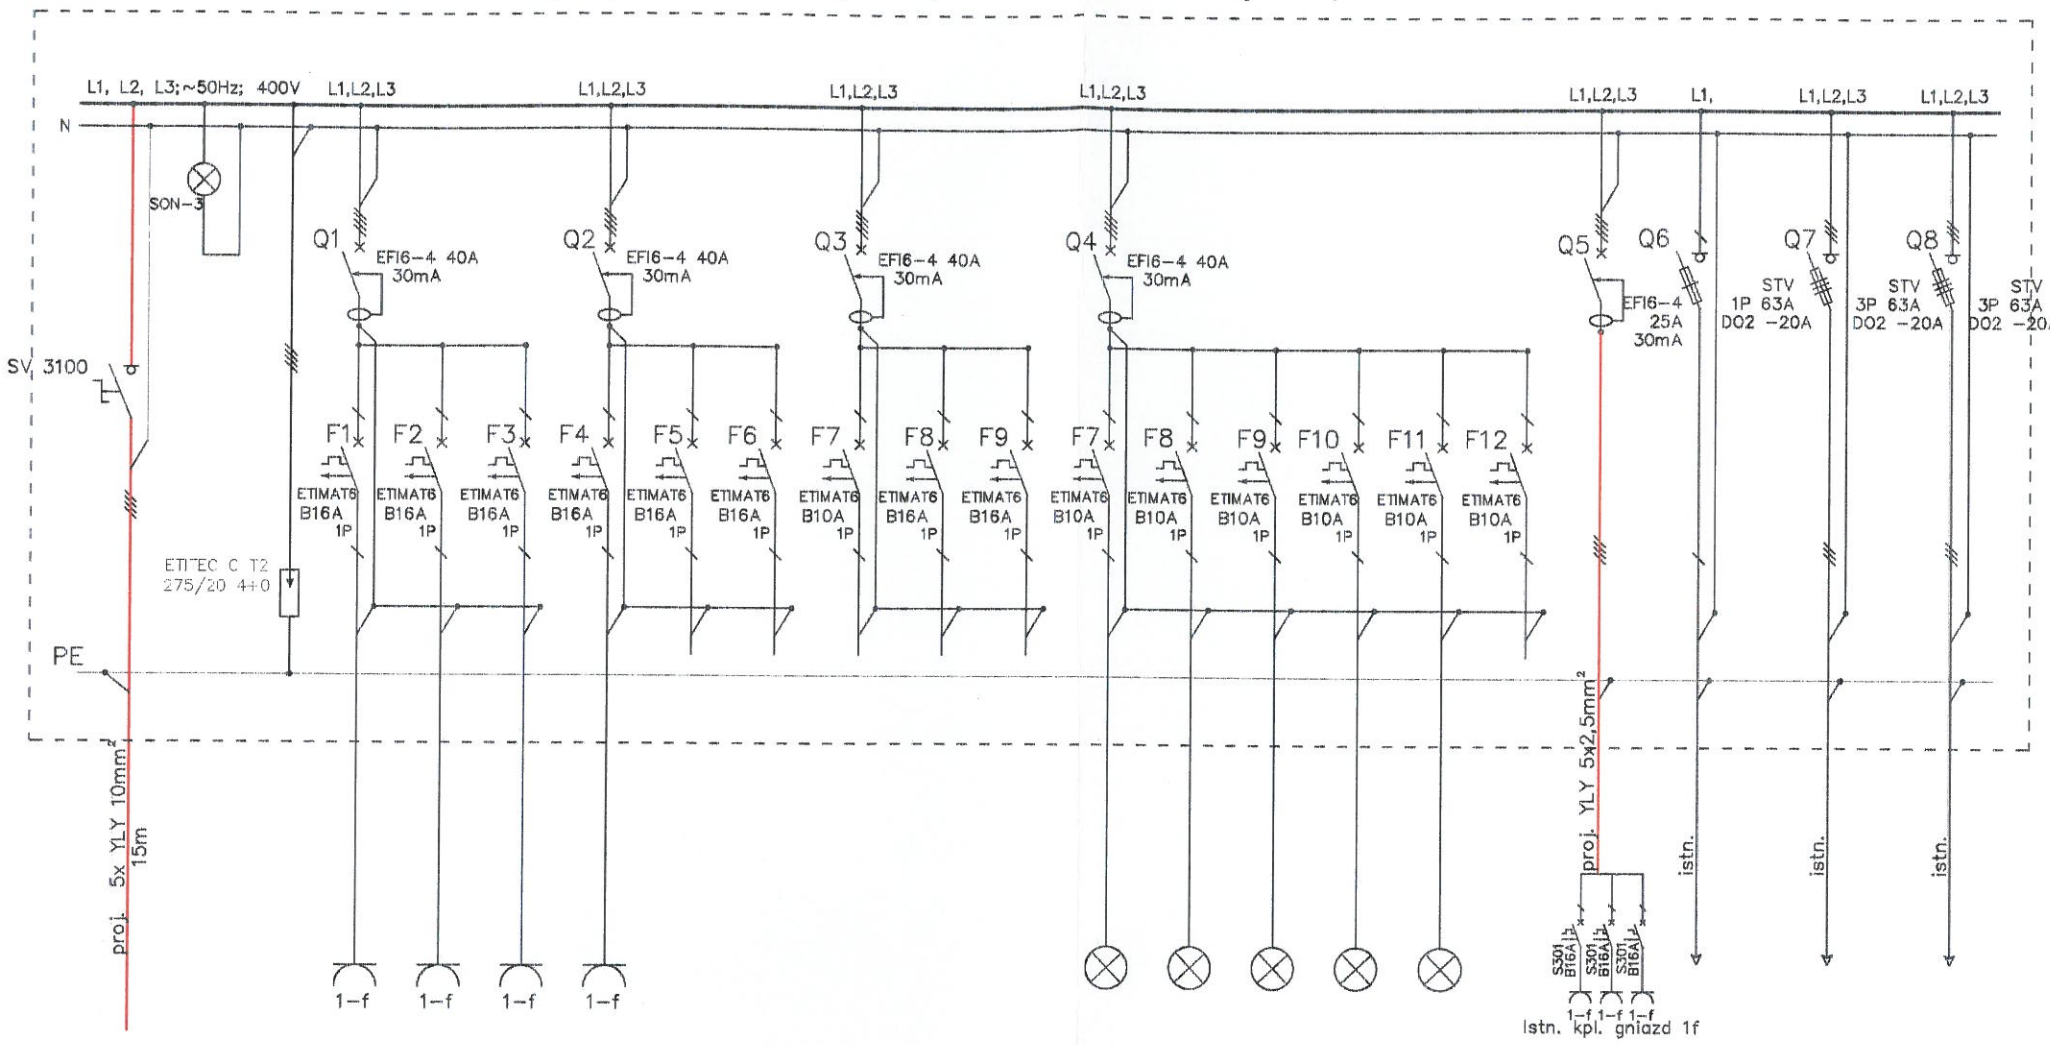 L1, L2, L3;~50Hz; 400V
L1,L2,L3
L1,L2,L3
L1,L2,L3
L1,L2,L3
L1,L2,L3
L1,
L1,L2,L3
L1,L2,L3
N
SON-3
Q1
EFI6-4 40A
30mA
Q2
EFI6-4 40A
30mA
Q3
EFI6-4 40A
30mA
Q4
EFI6-4 40A
30mA
Q5
EFI6-4
25A
30mA
Q6
STV
1P 63A
D02 -20A
Q7
STV
3P 63A
D02 -20A
Q8
STV
3P 63A
D02 -20A
SV 3100
F1
ETIMAT6
B16A
1P
F2
ETIMAT6
B16A
1P
F3
ETIMAT6
B16A
1P
F4
ETIMAT6
B16A
1P
F5
ETIMAT6
B16A
1P
F6
ETIMAT6
B16A
1P
F7
ETIMAT6
B10A
1P
F8
ETIMAT6
B16A
1P
F9
ETIMAT6
B16A
1P
F7
ETIMAT6
B10A
1P
F8
ETIMAT6
B10A
1P
F9
ETIMAT6
B10A
1P
F10
ETIMAT6
B10A
1P
F11
ETIMAT6
B10A
1P
F12
ETIMAT6
B10A
1P
ETITEC C T2
275/20 4+0
PE
proj. 5x YLY 10mm²
15m
proj. YLY 5x2,5mm²
istn.
istn.
istn.
S301
B16A
S301
B16A
S301
B16A
1-f
1-f
1-f
1-f
1-f
1-f
1-f
Istn. kpl. gniazd 1f